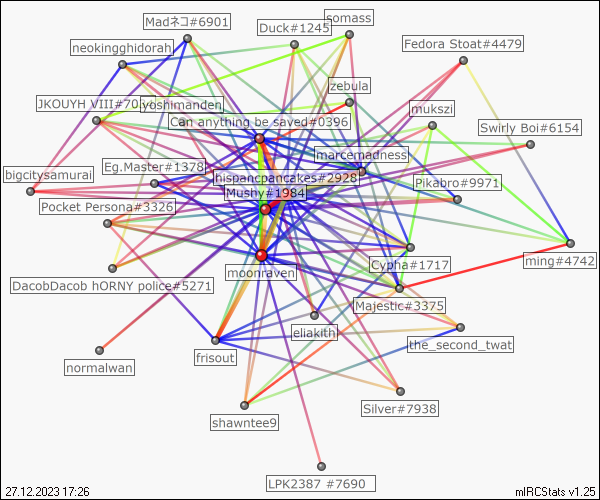 Madネコ#6901
somass
Duck#1245
neokingghidorah
Fedora Stoat#4479
zebula
JKOUYH VIII#70
yoshimanden
mukszi
Can anything be saved#0396
Swirly Boi#6154
marcemadness
Eg.Master#1378
bigcitysamurai
hispancpancakes#2928
Pikabro#9971
Mushy#1984
Pocket Persona#3326
Cypha#1717
ming#4742
moonraven
DacobDacob hORNY police#5271
Majestic#3375
eliakith
the_second_twat
frisout
normalwan
Silver#7938
shawntee9
LPK2387 #7690
27.12.2023 17:26
mIRCStats v1.25